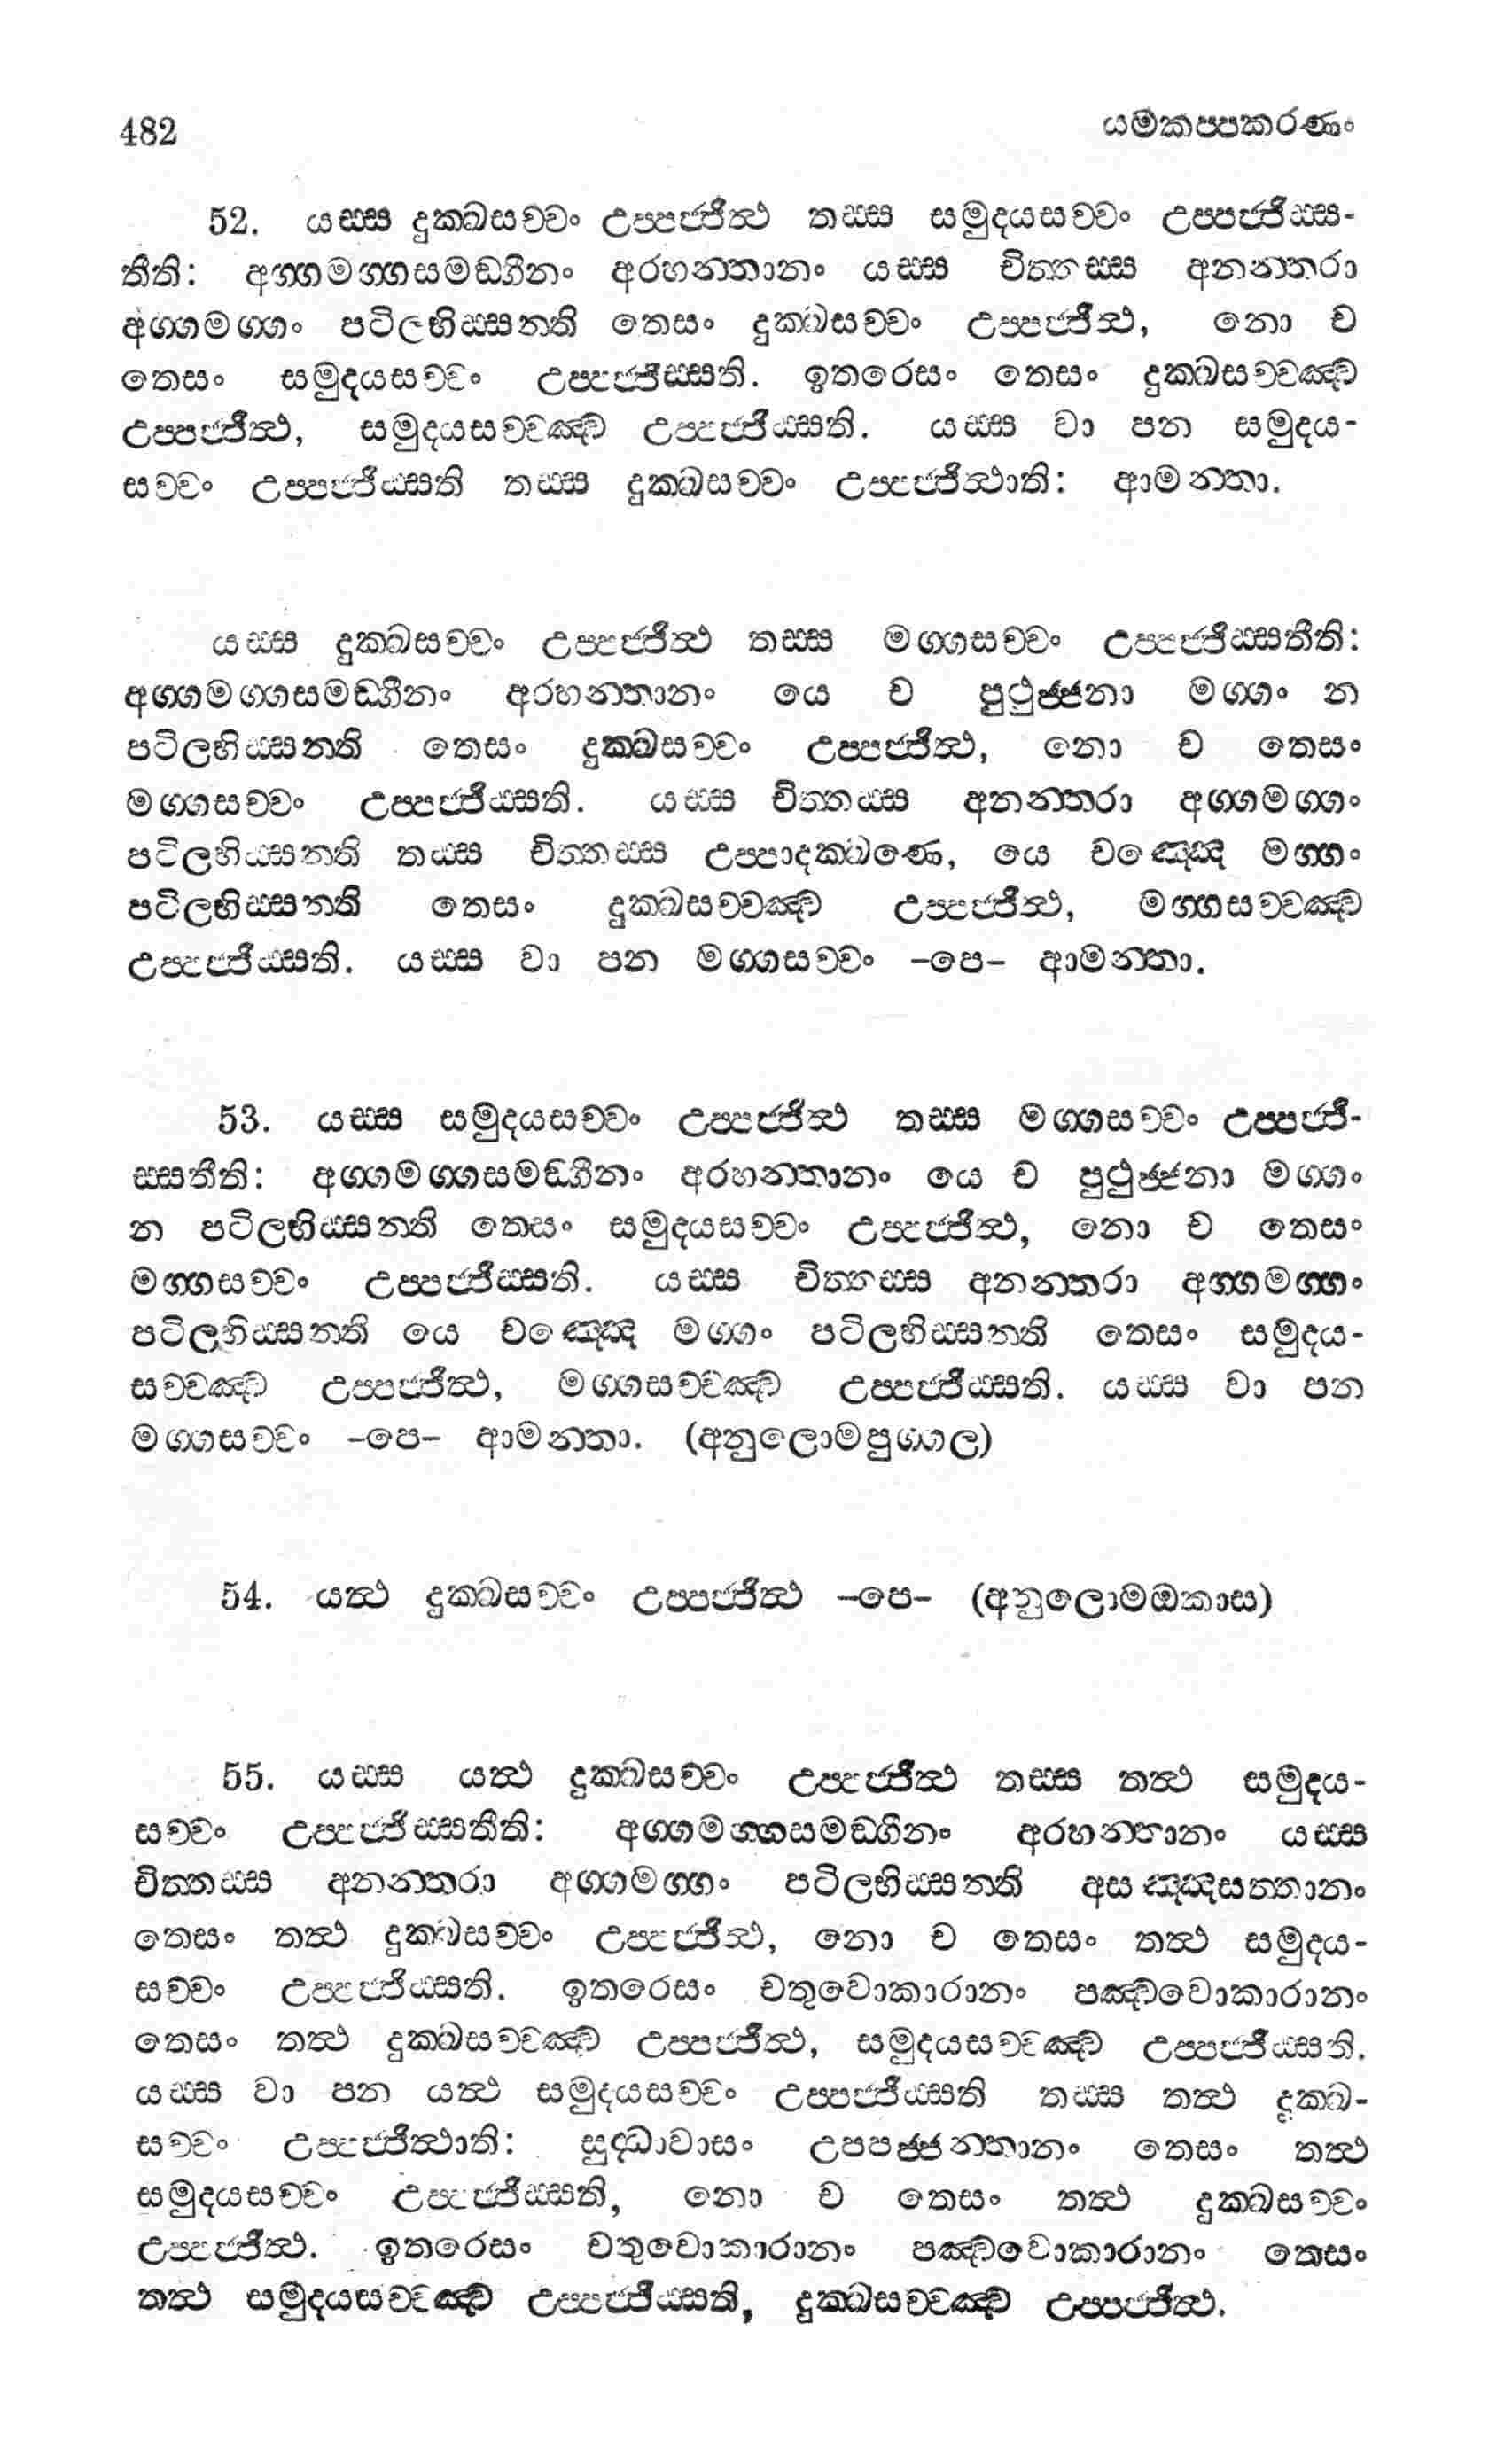 482
යමකප්පකරණං
52. යස්ස දුක්ඛසච්චං උප්පජ්ජිත්ථ තස්ස සමුදයසච්චං උප්පජ්ජිස්ස-
තීති: අග්ගමග්ගසමඞ්ගීනං අරහන්තානං යස්ස චිත්තස්ස අනන්තරා
අග්ගමග්ගං පටිලභිස්සන්ති තෙසං දුක්ඛසච්චං උප්පජ්ජිත්ථ, නො ච
තෙසං සමුදයසච්චං උප්පජ්ජිස්සති. ඉතරෙසං තෙසං දුක්ඛසච්චඤ්ච
උප්පජ්ජිත්ථ, සමුදයසච්චඤ්ච උප්පජ්ජිස්සති. යස්ස වා පන සමුදය-
සච්චං උප්පජ්ජිස්සති තස්ස දුක්ඛසච්චං උප්පජ්ජිත්ථාති: ආමන්තා.
යස්ස දුක්ඛසච්චං උප්පජ්ජිත්ථ තස්ස මග්ගසච්චං උප්පජ්ජිස්සතීති:
අග්ගමග්ගසමඞ්ගීනං අරහන්තානං යෙ ච පුථුජ්ජනා මග්ගං න
පටිලභිස්සන්ති තෙසං දුක්ඛසච්චං උප්පජ්ජිත්ථ, නො ච තෙසං
මග්ගසච්චං උප්පජ්ජිස්සති. යස්ස චිත්තස්ස අනන්තරා අග්ගමග්ගං
පටිලභිස්සන්ති තස්ස චිත්තස්ස උප්පාදක්ඛණෙ, යෙ චඤ්ඤෙ මග්ගං
පටිලභිස්සන්ති තෙසං දුක්ඛසච්චඤ්ච උප්පජ්ජිත්ථ, මග්ගසච්චඤ්ච
උප්පජ්ජිස්සති. යස්ස වා පන මග්ගසච්චං -පෙ- ආමන්තා.
53. යස්ස සමුදයසච්චං උප්පජ්ජිත්ථ තස්ස මග්ගසච්චං උප්පජ්ජි-
ස්සතීති: අග්ගමග්ගසමඞ්ගීනං අරහන්තානං යෙ ච පුථුජ්ජනා මග්ගං
න පටිලභිස්සන්ති තෙසං සමුදයසච්චං උප්පජ්ජිත්ථ, නො ච තෙසං
මග්ගසච්චං උප්පජ්ජිස්සති. යස්ස චිත්තස්ස අනන්තරා අග්ගමග්ගං
පටිලභිස්සන්ති යෙ චඤ්ඤෙ මග්ගං පටිලභිස්සන්ති තෙසං සමුදය-
සච්චඤ්ච උප්පජ්ජිත්ථ, මග්ගසච්චඤ්ච උප්පජ්ජිස්සති. යස්ස වා පන
මග්ගසච්චං -පෙ- ආමන්තා. (අනුලොමපුග්ගල)
54. යත්ථ දුක්ඛසච්චං උප්පජ්ජිත්ථ -පෙ- (අනුලොමඔකාස)
55. යස්ස යත්ථ දුක්ඛසච්චං උප්පජ්ජිත්ථ තස්ස තත්ථ සමුදය-
සච්චං උප්පජ්ජිස්සතීති: අග්ගමග්ගසමඞ්ගීනං අරහන්තානං යස්ස
චිත්තස්ස අනන්තරා අග්ගමග්ගං පටිලභිස්සන්ති අසඤ්ඤසත්තානං
තෙසං තත්ථ දුක්ඛසච්චං උප්පජ්ජිත්ථ, නො ච තෙසං තත්ථ සමුදය-
සච්චං උප්පජ්ජිස්සති. ඉතරෙසං චතුවොකාරානං පඤ්චවොකාරානං
තෙසං තත්ථ දුක්ඛසච්චඤ්ච උප්පජ්ජිත්ථ, සමුදයසච්චඤ්ච උප්පජ්ජිස්සති.
යස්ස වා පන යත්ථ සමුදයසච්චං උප්පජ්ජිස්සති තස්ස තත්ථ දුක්ඛ-
සච්චං උප්පජ්ජිත්ථාති: සුද්ධාවාසං උපපජ්ජන්තානං තෙසං තත්ථ
සමුදයසච්චං උප්පජ්ජිස්සති, නො ච තෙසං තත්ථ දුක්ඛසච්චං
උප්පජ්ජිත්ථ. ඉතරෙසං චතුවොකාරානං පඤ්චවොකාරානං තෙසං
තත්ථ සමුදයසච්චඤ්ච උප්පජ්ජිස්සති, දුක්ඛසච්චඤ්ච උප්පජ්ජිත්ථ.